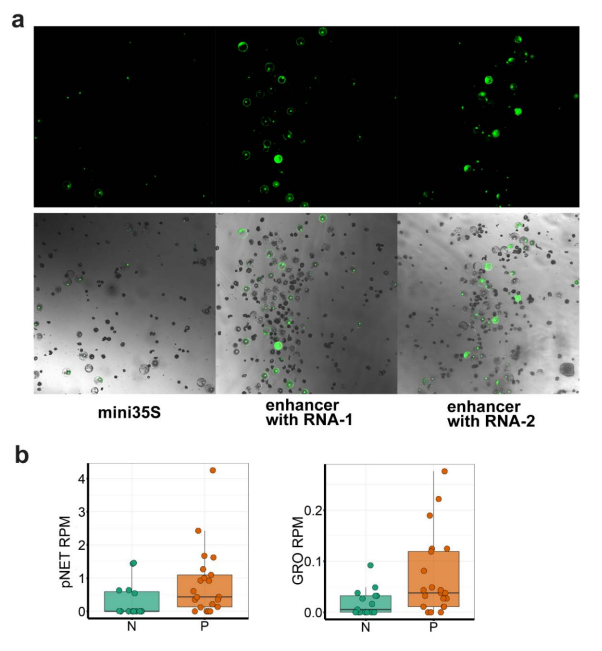 a
mini35S
enhancer
with RNA-1
enhancer
with RNA-2
b
pNET RPM
4
3
2
1
0
N
P
GRO RPM
0.2
0.1
0.0
N
P